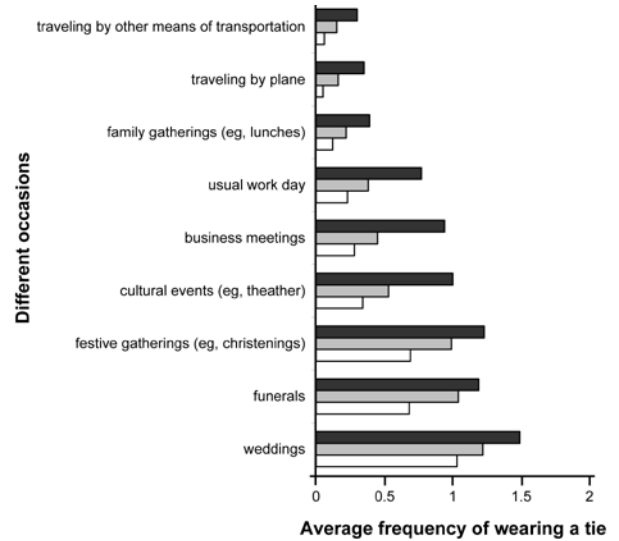 traveling by other means of transportation
traveling by plane
family gatherings (eg, lunches)
usual work day
business meetings
cultural events (eg, theather)
festive gatherings (eg, christenings)
funerals
weddings
Different occasions
0 0.5 1 1.5 2
Average frequency of wearing a tie